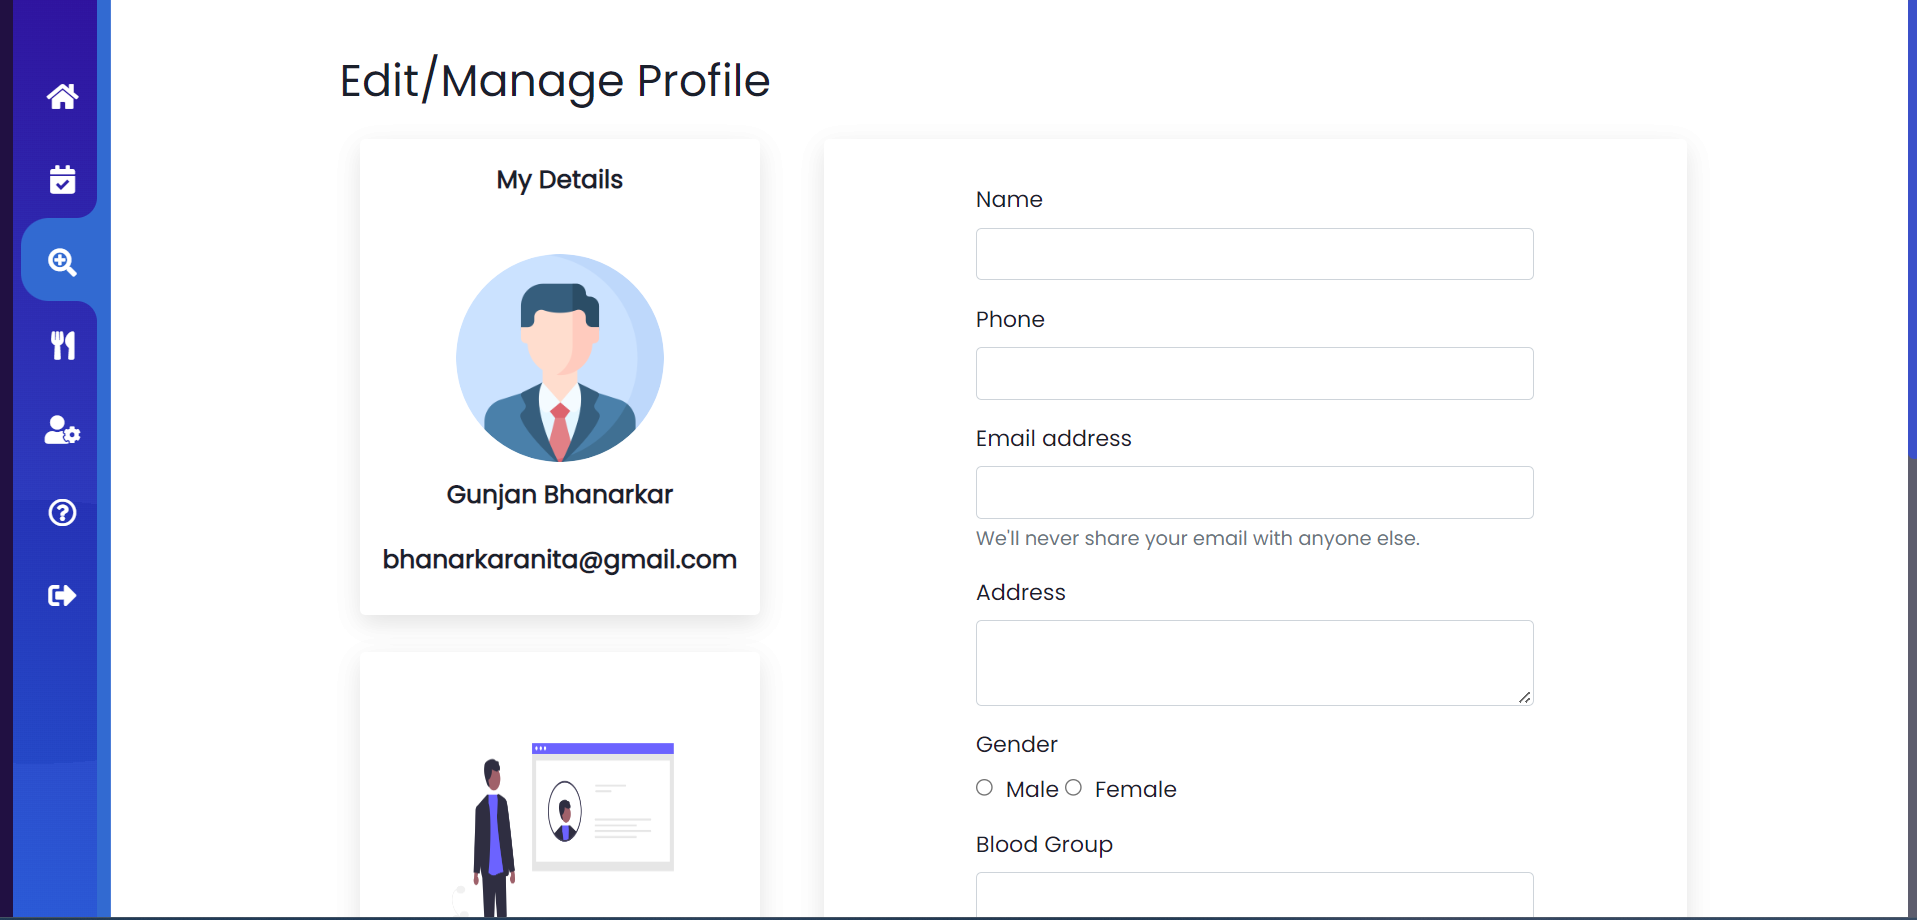 Edit/Manage Profile
My Details
Gunjan Bhanarkar
bhanarkaranita@gmail.com
Name
Phone
Email address
We'll never share your email with anyone else.
Address
Gender
Male Female
Blood Group